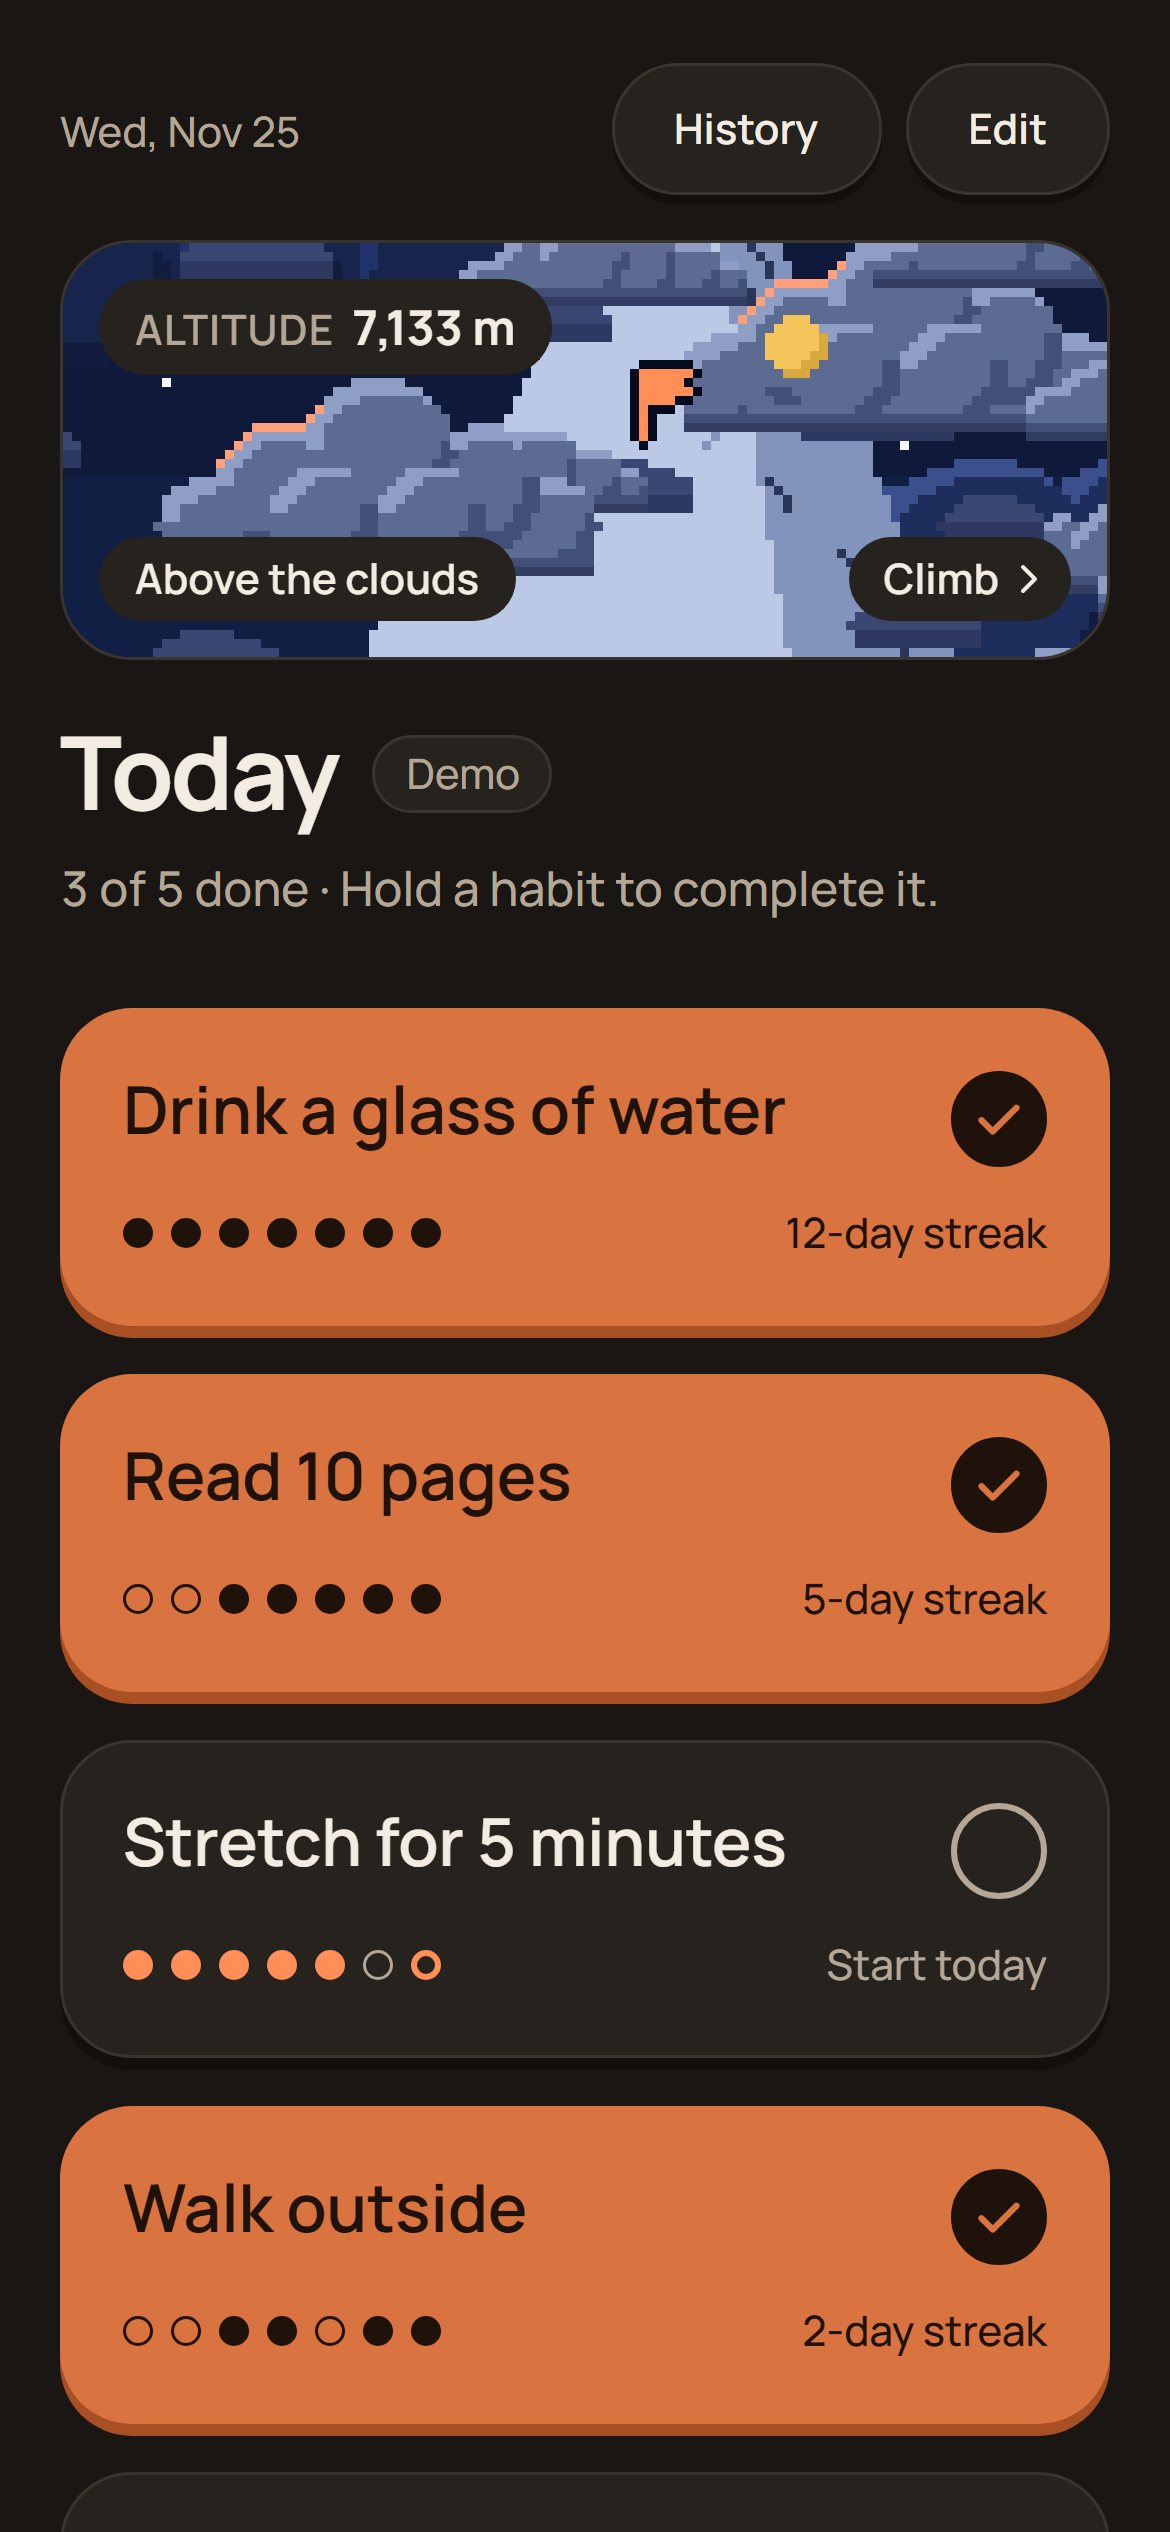 Wed, Nov 25
History
Edit
ALTITUDE 7,133 m
Above the clouds
Climb
Today
Demo
3 of 5 done · Hold a habit to complete it.
Drink a glass of water
12-day streak
Read 10 pages
5-day streak
Stretch for 5 minutes
Start today
Walk outside
2-day streak